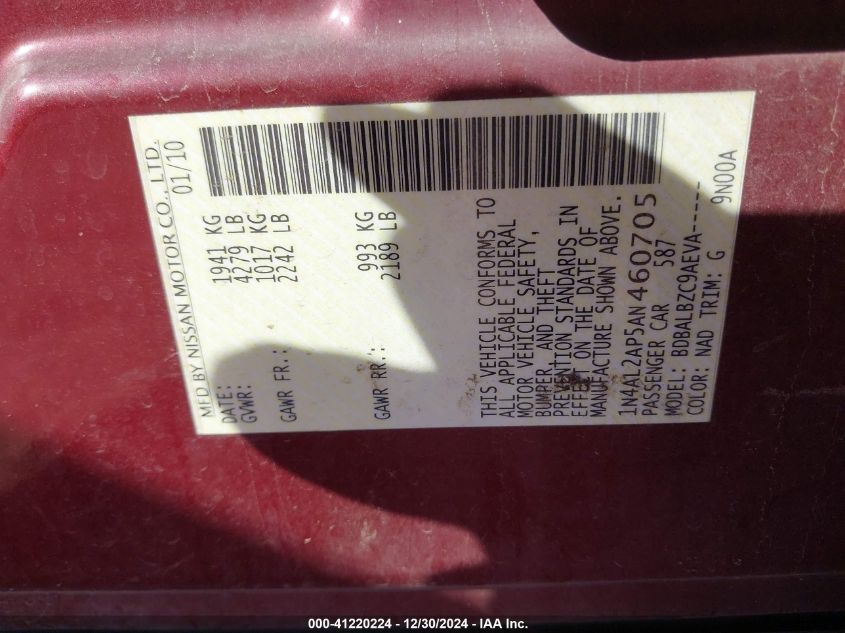 MFD BY NISSAN MOTOR CO., LTD.
DATE: 01/10
GVWR: 1941 KG
4279 LB
GAWR FR.: 1017 KG
2242 LB
GAWR RR.: 993 KG
2189 LB
THIS VEHICLE CONFORMS TO
ALL APPLICABLE FEDERAL
MOTOR VEHICLE SAFETY,
BUMPER, AND THEFT
PREVENTION STANDARDS IN
EFFECT ON THE DATE OF
MANUFACTURE SHOWN ABOVE.
1N4AL2AP5AN460705
PASSENGER CAR 587
MODEL: BDBALBZC9AEVA-----
COLOR: NAD TRIM: G 9N00A
000-41220224 - 12/30/2024 - IAA Inc.